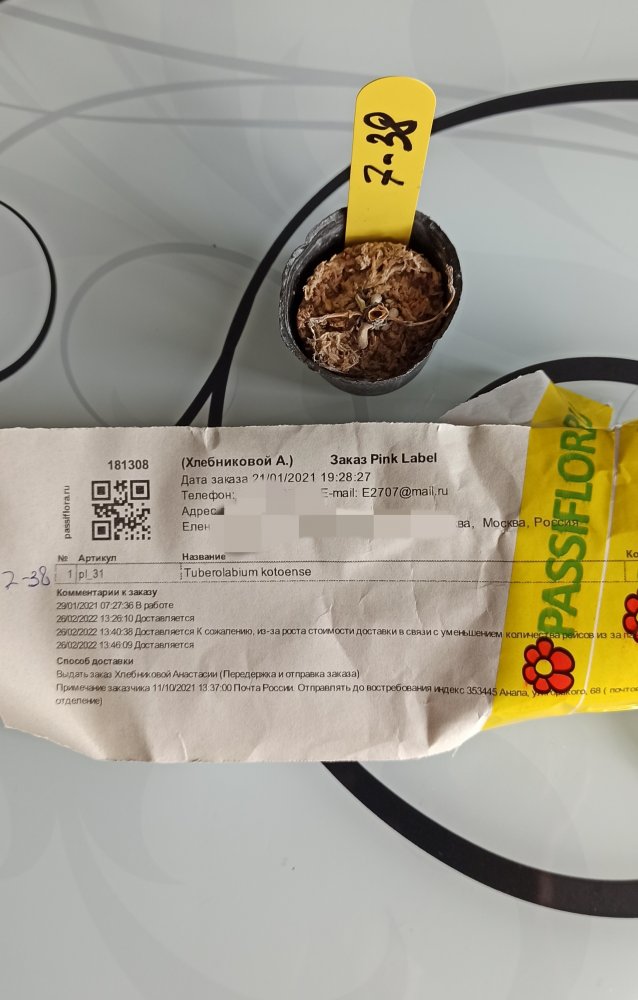 7-38
181308
(Хлебниковой А.) Заказ Pink Label
Дата заказа 21/01/2021 19:28:27
Телефон: E-mail: E2707@mail.ru
Адрес
Елен ва, Москва, Россия
passiflora.ru
№ Артикул Название Ко
7-38 1 pl_31 Tuberolabium kotoense
Комментарии к заказу
29/01/2021 07:27:36 В работе
26/02/2022 13:26:10 Доставляется
26/02/2022 13:40:38 Доставляется К сожалению, из-за роста стоимости доставки в связи с уменьшением количества рейсов из за
26/02/2022 13:46:09 Доставляется
Способ доставки
Выдать заказ Хлебниковой Анастасии (Передержка и отправка заказа)
Примечание заказчика 11/10/2021 13:37:00 Почта России. Отправлять до востребования индекс 353445 Анапа, 68 (
отделение)
PASSIFLORA